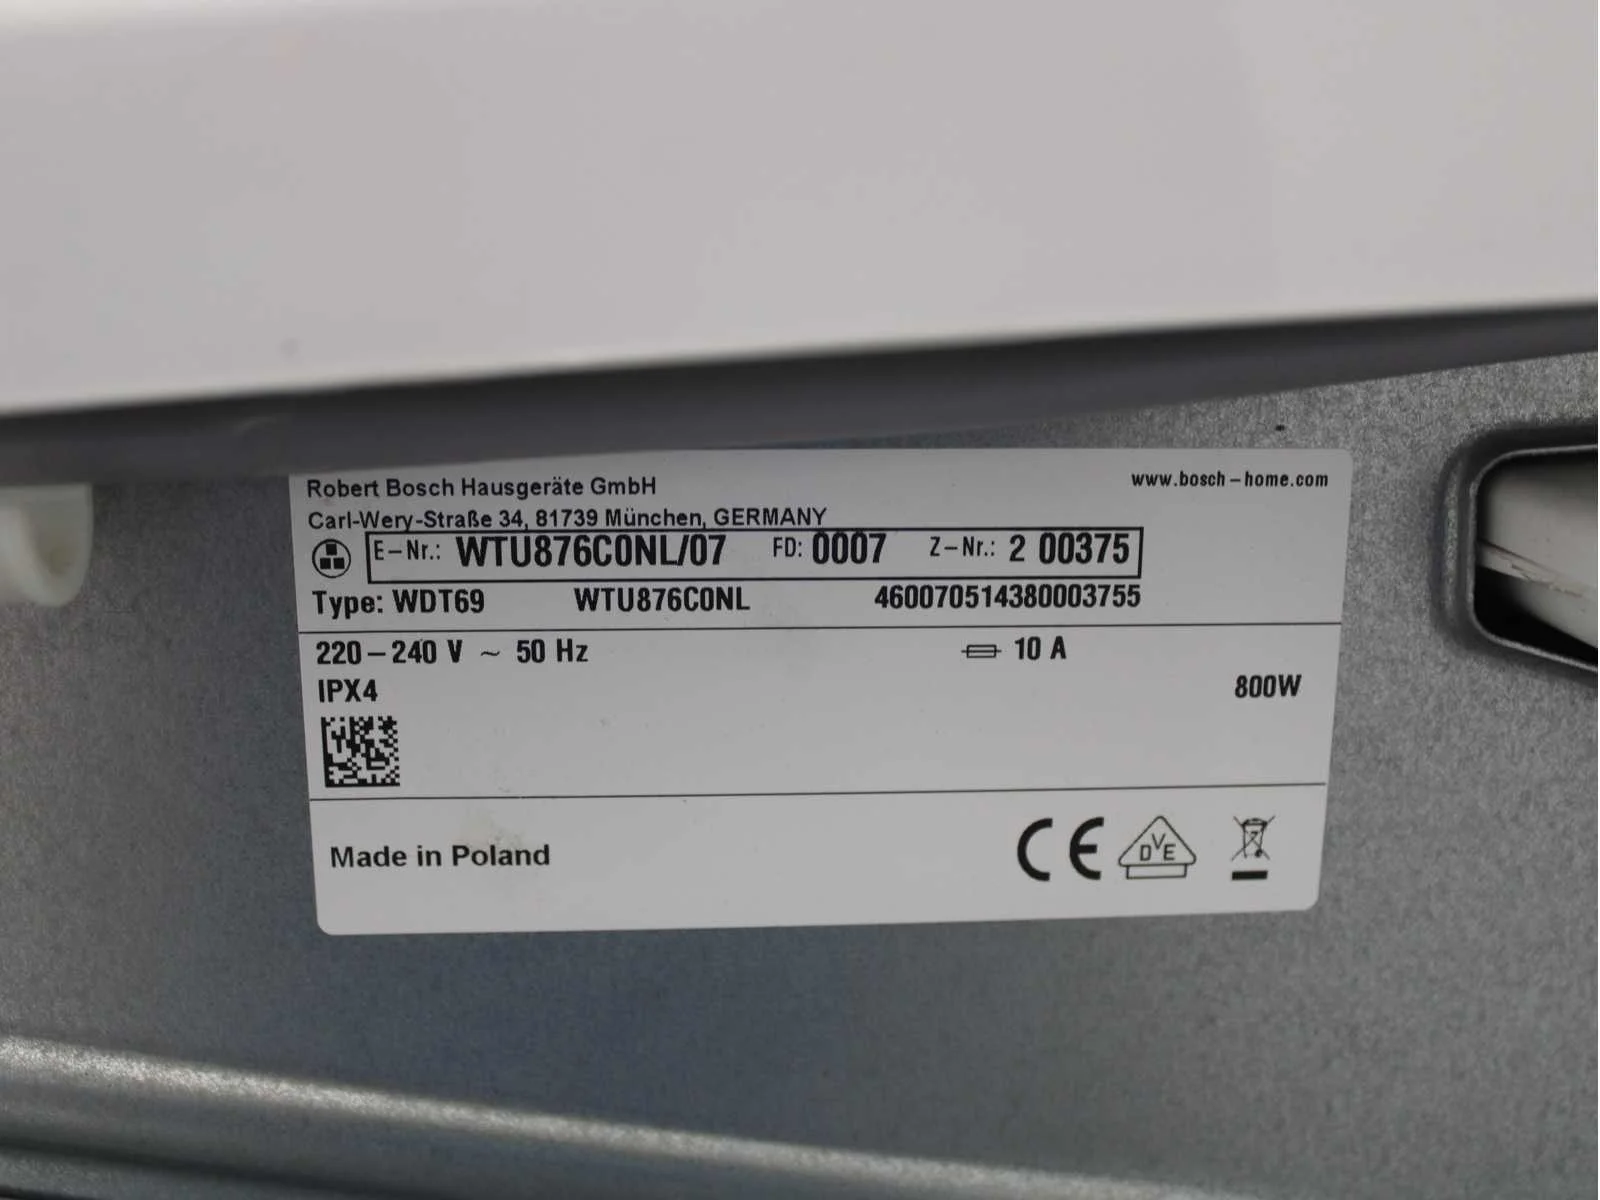 Robert Bosch Hausgeräte GmbH www.bosch-home.com
Carl-Wery-Straße 34, 81739 München, GERMANY
E-Nr.: WTU876C0NL/07 FD: 0007 Z-Nr.: 2 00375
Type: WDT69 WTU876C0NL 460070514380003755
220-240 V ~ 50 Hz 10 A
IPX4 800W
Made in Poland CE DVE